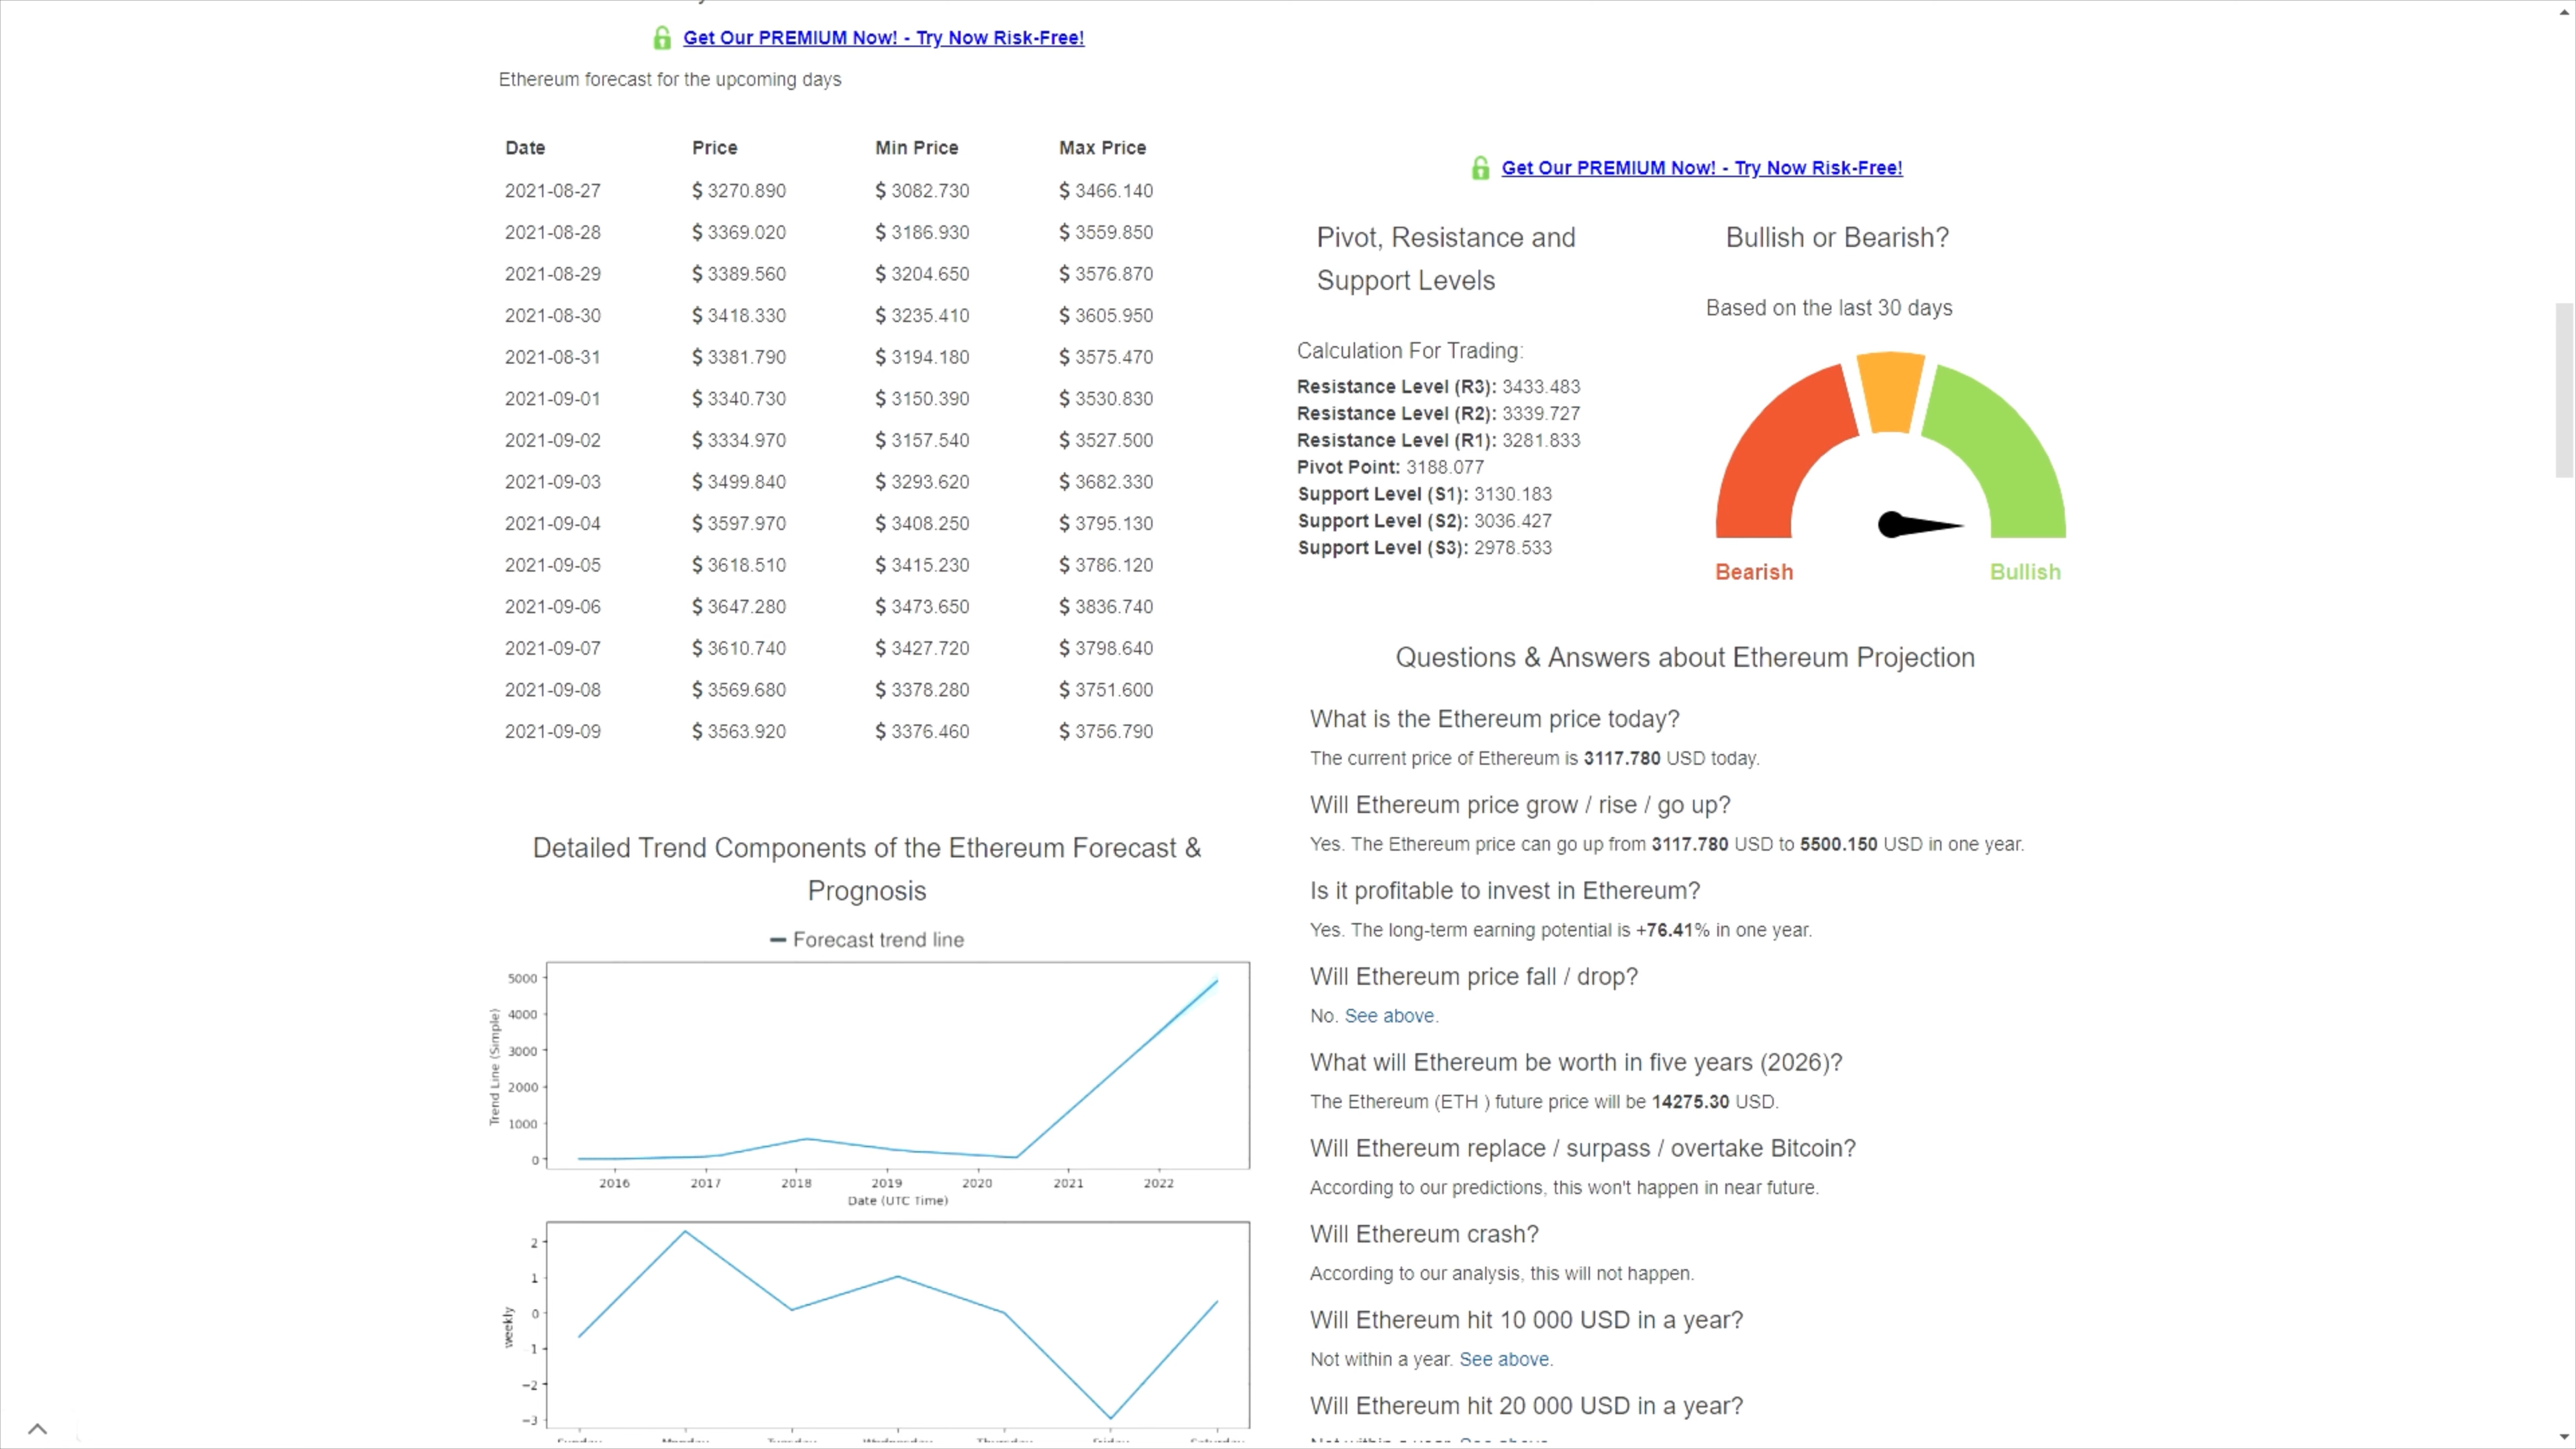 Get Our PREMIUM Now! - Try Now Risk-Free!
Ethereum forecast for the upcoming days
Date Price Min Price Max Price
2021-08-27 $ 3270.890 $ 3082.730 $ 3466.140
2021-08-28 $ 3369.020 $ 3186.930 $ 3559.850
2021-08-29 $ 3389.560 $ 3204.650 $ 3576.870
2021-08-30 $ 3418.330 $ 3235.410 $ 3605.950
2021-08-31 $ 3381.790 $ 3194.180 $ 3575.470
2021-09-01 $ 3340.730 $ 3150.390 $ 3530.830
2021-09-02 $ 3334.970 $ 3157.540 $ 3527.500
2021-09-03 $ 3499.840 $ 3293.620 $ 3682.330
2021-09-04 $ 3597.970 $ 3408.250 $ 3795.130
2021-09-05 $ 3618.510 $ 3415.230 $ 3786.120
2021-09-06 $ 3647.280 $ 3473.650 $ 3836.740
2021-09-07 $ 3610.740 $ 3427.720 $ 3798.640
2021-09-08 $ 3569.680 $ 3378.280 $ 3751.600
2021-09-09 $ 3563.920 $ 3376.460 $ 3756.790
Detailed Trend Components of the Ethereum Forecast &
Prognosis
Forecast trend line
5000
4000
3000
2000
1000
0
Trend Line (Simple)
2016 2017 2018 2019 2020 2021 2022
Date (UTC Time)
2
1
0
-1
-2
-3
weekly
Get Our PREMIUM Now! - Try Now Risk-Free!
Pivot, Resistance and
Support Levels
Calculation For Trading:
Resistance Level (R3): 3433.483
Resistance Level (R2): 3339.727
Resistance Level (R1): 3281.833
Pivot Point: 3188.077
Support Level (S1): 3130.183
Support Level (S2): 3036.427
Support Level (S3): 2978.533
Bullish or Bearish?
Based on the last 30 days
Bearish Bullish
Questions & Answers about Ethereum Projection
What is the Ethereum price today?
The current price of Ethereum is 3117.780 USD today.
Will Ethereum price grow / rise / go up?
Yes. The Ethereum price can go up from 3117.780 USD to 5500.150 USD in one year.
Is it profitable to invest in Ethereum?
Yes. The long-term earning potential is +76.41% in one year.
Will Ethereum price fall / drop?
No. See above.
What will Ethereum be worth in five years (2026)?
The Ethereum (ETH ) future price will be 14275.30 USD.
Will Ethereum replace / surpass / overtake Bitcoin?
According to our predictions, this won't happen in near future.
Will Ethereum crash?
According to our analysis, this will not happen.
Will Ethereum hit 10 000 USD in a year?
Not within a year. See above.
Will Ethereum hit 20 000 USD in a year?